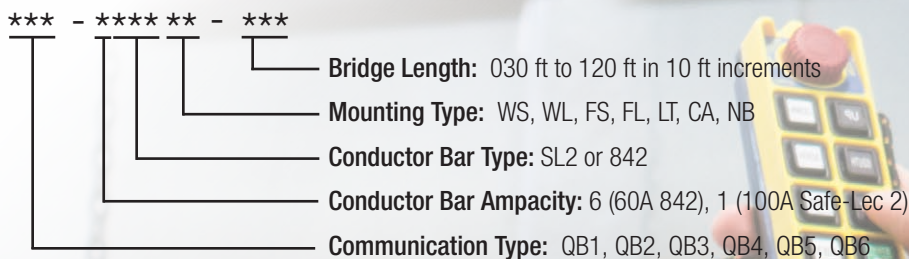 *** - **** ** - ***
Bridge Length: 030 ft to 120 ft in 10 ft increments
Mounting Type: WS, WL, FS, FL, LT, CA, NB
Conductor Bar Type: SL2 or 842
Conductor Bar Ampacity: 6 (60A 842), 1 (100A Safe-Lec 2)
Communication Type: QB1, QB2, QB3, QB4, QB5, QB6